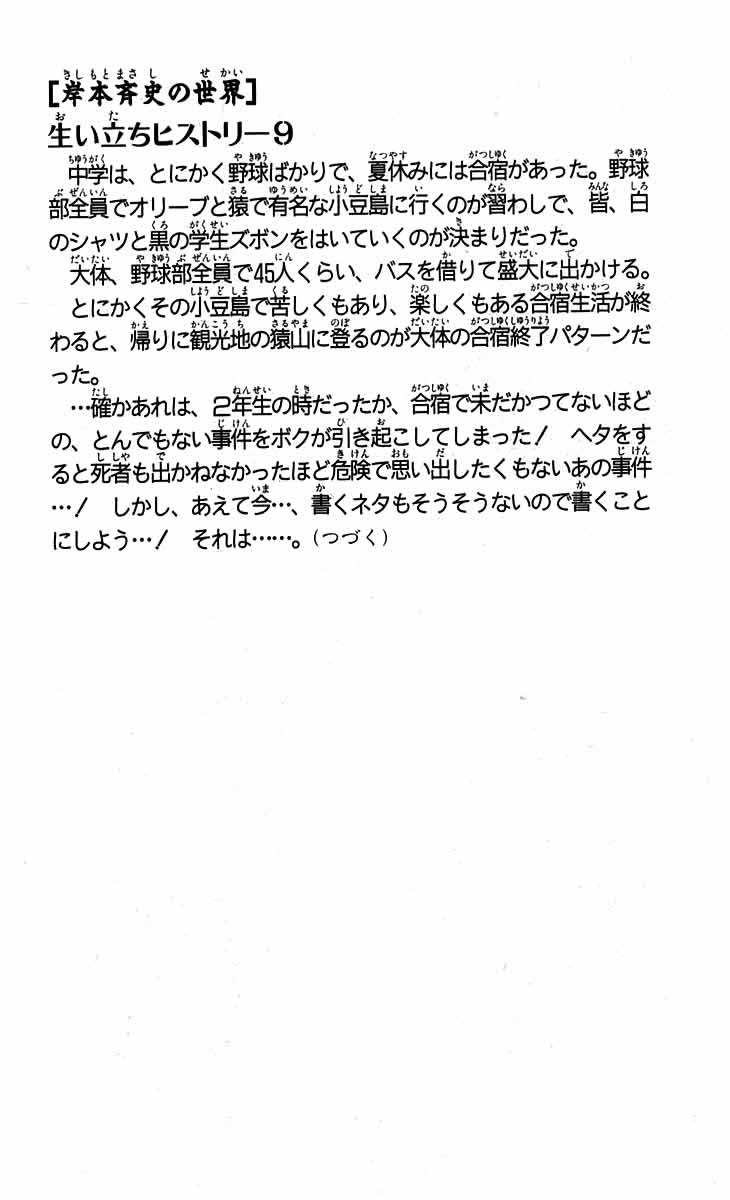 [岸本斉史の世界]
生い立ちヒストリー9
中学は、とにかく野球ばかりで、夏休みには合宿があった。野球
部全員でオリーブと猿で有名な小豆島に行くのが習わしで、皆、白
のシャツと黒の学生ズボンをはいていくのが決まりだった。
大体、野球部全員で45人くらい、バスを借りて盛大に出かける。
とにかくその小豆島で苦しくもあり、楽しくもある合宿生活が終
わると、帰りに観光地の猿山に登るのが大体の合宿終了パターンだ
った。
…確かあれは、2年生の時だったか、合宿で未だかつてないほど
の、とんでもない事件をボクが引き起こしてしまった! ヘタをす
ると死者も出かねなかったほど危険で思い出したくもないあの事件
…! しかし、あえて今…、書くネタもそうそうないので書くこと
にしよう…! それは……。(つづく)